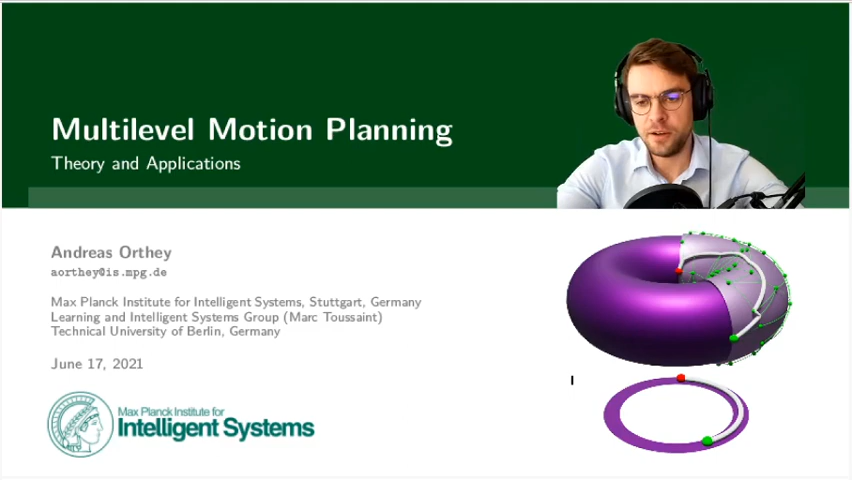 Multilevel Motion Planning
Theory and Applications
Andreas Orthey
aorthey@is.mpg.de
Max Planck Institute for Intelligent Systems, Stuttgart, Germany
Learning and Intelligent Systems Group (Marc Toussaint)
Technical University of Berlin, Germany
June 17, 2021
Max Planck Institute for
Intelligent Systems